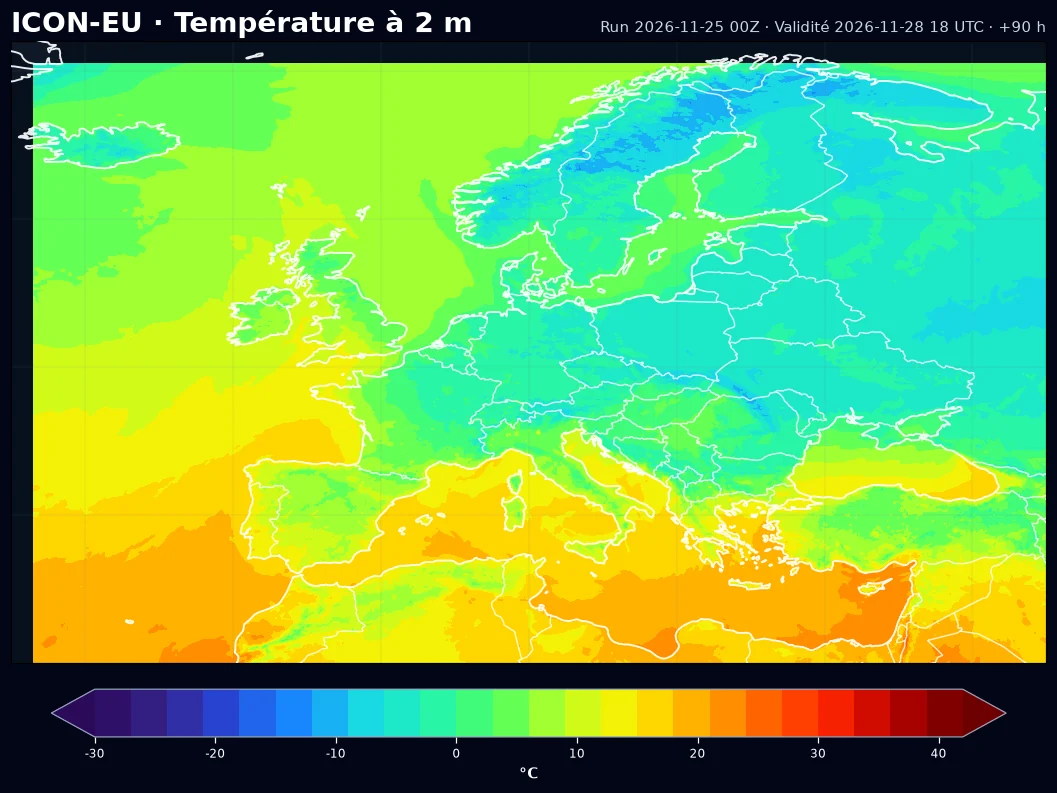 ICON-EU · Température à 2 m
Run 2026-11-25 00Z · Validité 2026-11-28 18 UTC · +90 h
-30 -20 -10 0 10 20 30 40
°C